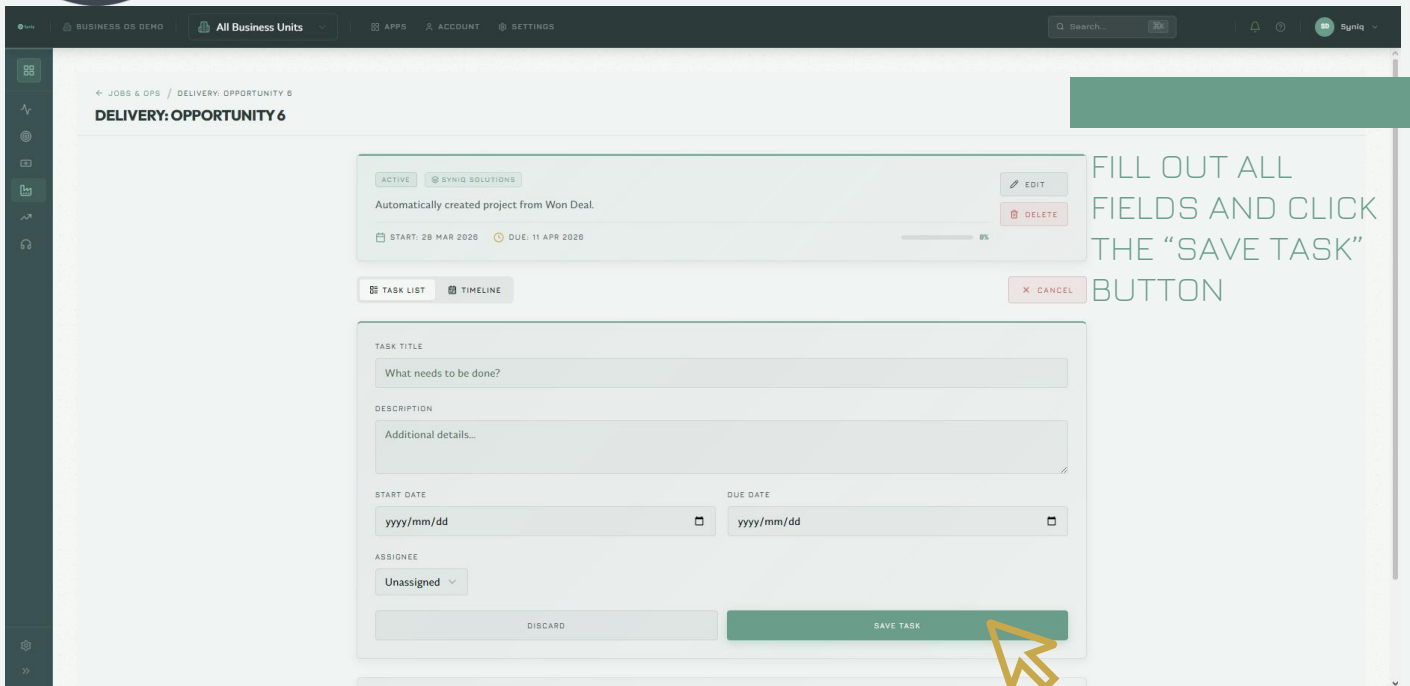 Syniq
BUSINESS OS DEMO
All Business Units
APPS
ACCOUNT
SETTINGS
Search...
⌘K
SD
Syniq
← JOBS & OPS / DELIVERY: OPPORTUNITY 6
DELIVERY: OPPORTUNITY 6
ACTIVE
SYNIQ SOLUTIONS
EDIT
Automatically created project from Won Deal.
DELETE
START: 28 MAR 2026
DUE: 11 APR 2026
0%
FILL OUT ALL
FIELDS AND CLICK
THE “SAVE TASK”
BUTTON
TASK LIST
TIMELINE
CANCEL
TASK TITLE
What needs to be done?
DESCRIPTION
Additional details...
START DATE
DUE DATE
yyyy/mm/dd
yyyy/mm/dd
ASSIGNEE
Unassigned
DISCARD
SAVE TASK